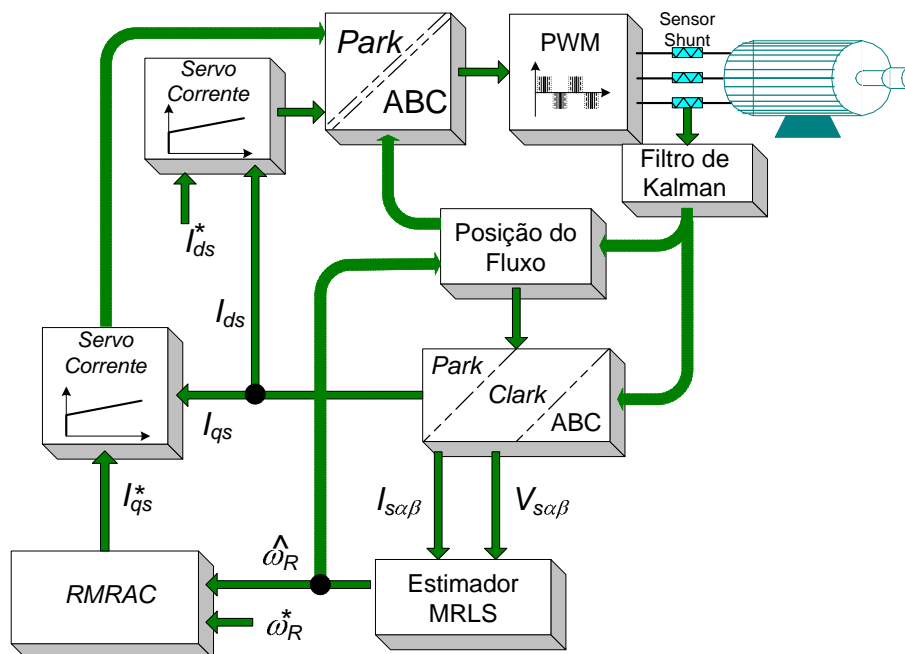 Sensor
Shunt
Park
ABC
PWM
Servo
Corrente
Filtro de
Kalman
I*ds
Posição do
Fluxo
Ids
Servo
Corrente
Park
Clark
ABC
Iqs
I*qs
Isαβ
Vsαβ
ω̂R
RMRAC
Estimador
MRLS
ω*R